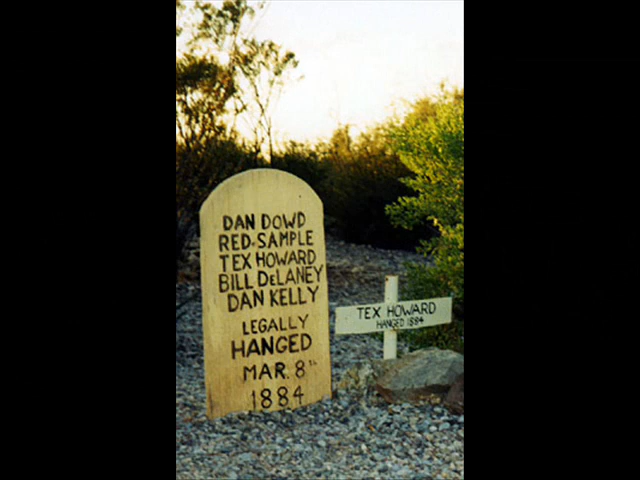 DAN DOWD
RED SAMPLE
TEX HOWARD
BILL DeLANEY
DAN KELLY
LEGALLY
HANGED
MAR. 8TH
1884
TEX HOWARD
HANGED 1884